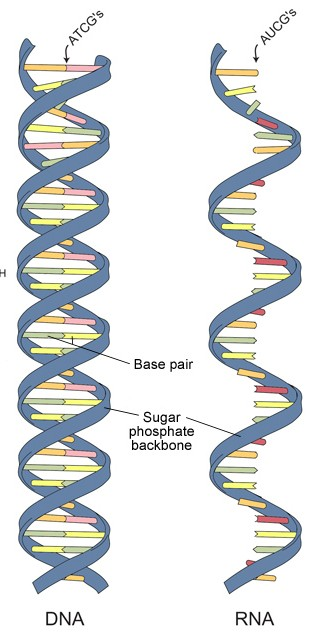 ATCG's
AUCG's
H
Base pair
Sugar
phosphate
backbone
DNA
RNA